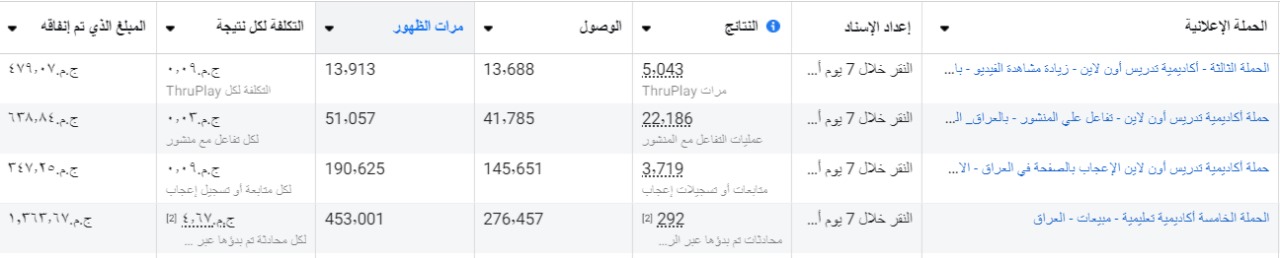 الحملة الإعلانية إعداد الإسناد النتائج الوصول مرات الظهور التكلفة لكل نتيجة المبلغ الذي تم إنفاقه
الحملة الثالثة - أكاديمية تدريس أون لاين - زيادة مشاهدة الفيديو - با... النقر خلال 7 يوم أ... 5,043 13,688 13,913 ج.م.‏٠,٠٩ ج.م.‏٤٧٩,٠٧
مرات ThruPlay التكلفة لكل ThruPlay
حملة أكاديمية تدريس أون لاين - تفاعل علي المنشور - بالعراق_ الـ... النقر خلال 7 يوم أ... 22,186 41,785 51,057 ج.م.‏٠,٠٣ ج.م.‏٦٣٨,٨٤
عمليات التفاعل مع المنشور لكل تفاعل مع منشور
حملة أكاديمية تدريس أون لاين الإعجاب بالصفحة في العراق - الا... النقر خلال 7 يوم أ... 3,719 145,651 190,625 ج.م.‏٠,٠٩ ج.م.‏٣٤٧,٢٥
متابعات أو تسجيلات إعجاب لكل متابعة أو تسجيل إعجاب
الحملة الخامسة أكاديمية تعليمية - مبيعات - العراق النقر خلال 7 يوم أ... 292 [2] 276,457 453,001 ج.م.‏٤,٦٧ [2] ج.م.‏١,٣٦٣,٦٧
محادثات تم بدؤها عبر الر... لكل محادثة تم بدؤها عبر ...